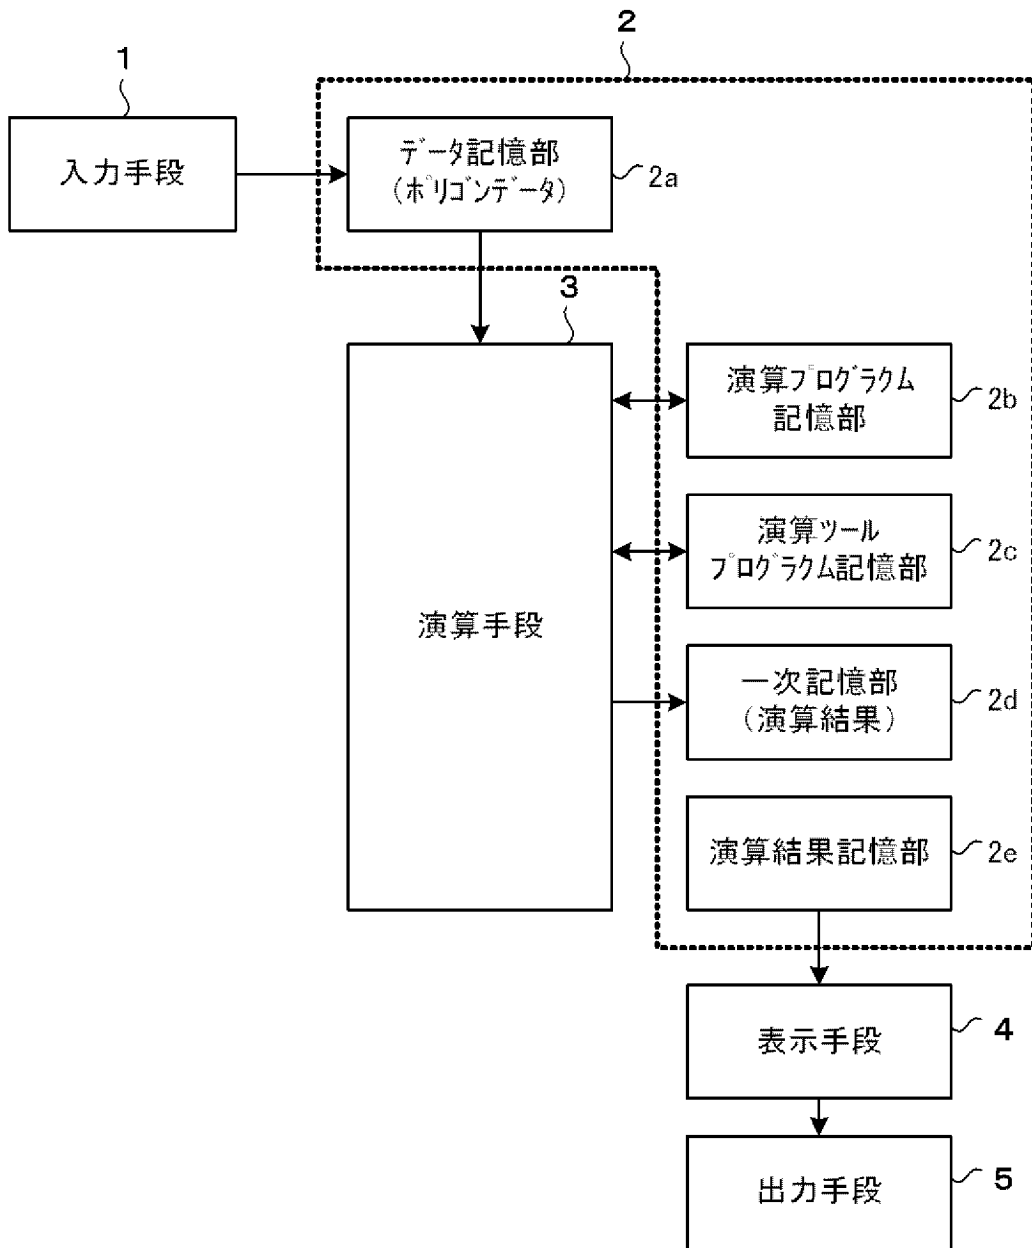 2
1
入力手段
データ記憶部
(ポリゴンデータ)
2a
3
演算プログラクム
記憶部
2b
演算ツール
プログラクム記憶部
2c
演算手段
一次記憶部
(演算結果)
2d
演算結果記憶部
2e
表示手段
4
出力手段
5